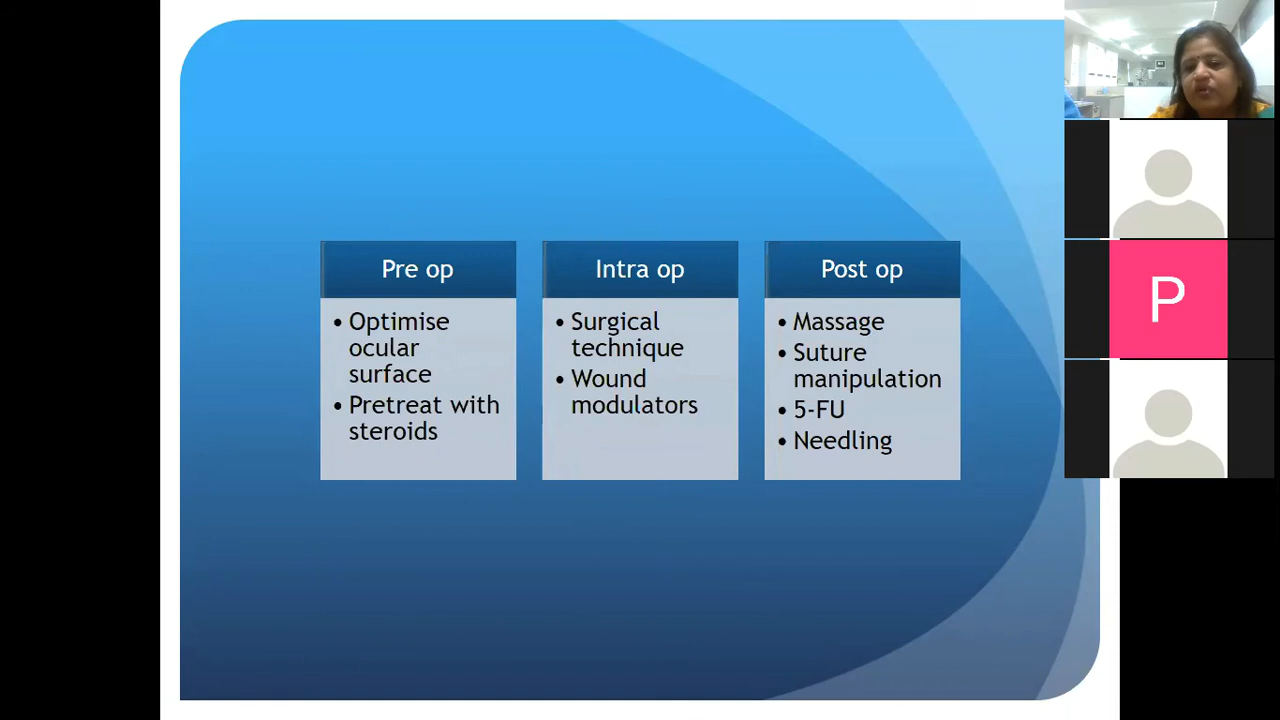 Pre op
• Optimise
ocular
surface
• Pretreat with
steroids
Intra op
• Surgical
technique
• Wound
modulators
Post op
• Massage
• Suture
manipulation
• 5-FU
• Needling
P